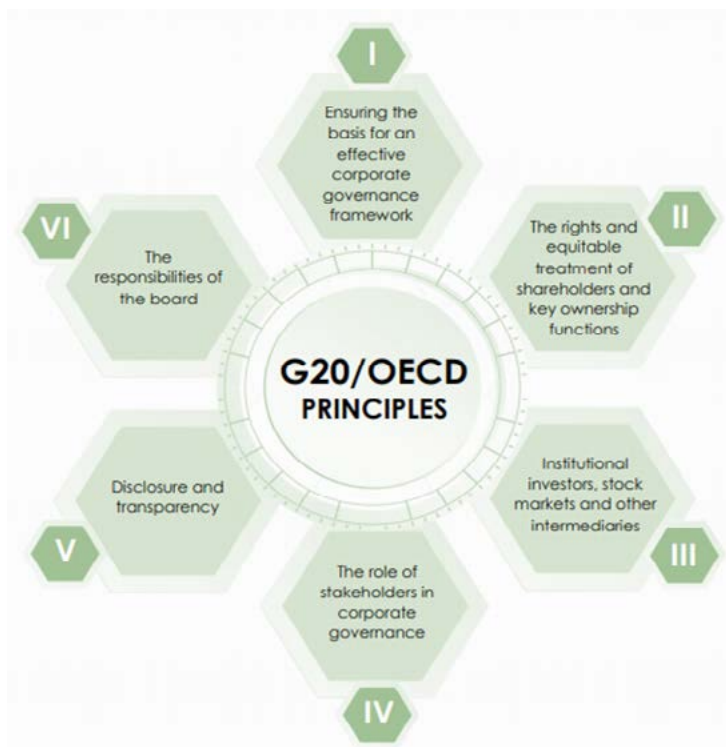 I
Ensuring the
basis for an
effective
corporate
governance
framework
II
The rights and
equitable
treatment of
shareholders and
key ownership
functions
III
Institutional
investors, stock
markets and other
intermediaries
IV
The role of
stakeholders in
corporate
governance
V
Disclosure and
transparency
VI
The
responsibilities of
the board
G20/OECD
PRINCIPLES